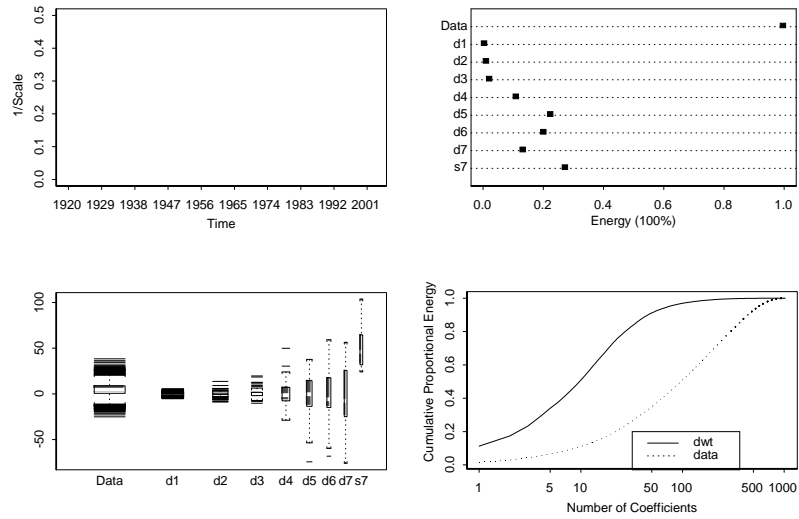 1/Scale
0.5
0.4
0.3
0.2
0.1
0.0
1920 1929 1938 1947 1956 1965 1974 1983 1992 2001
Time
Data
d1
d2
d3
d4
d5
d6
d7
s7
0.0 0.2 0.4 0.6 0.8 1.0
Energy (100%)
100
50
0
-50
Data d1 d2 d3 d4 d5 d6 d7 s7
Cumulative Proportional Energy
1.0
0.8
0.6
0.4
0.2
0.0
dwt
data
1 5 10 50 100 500 1000
Number of Coefficients